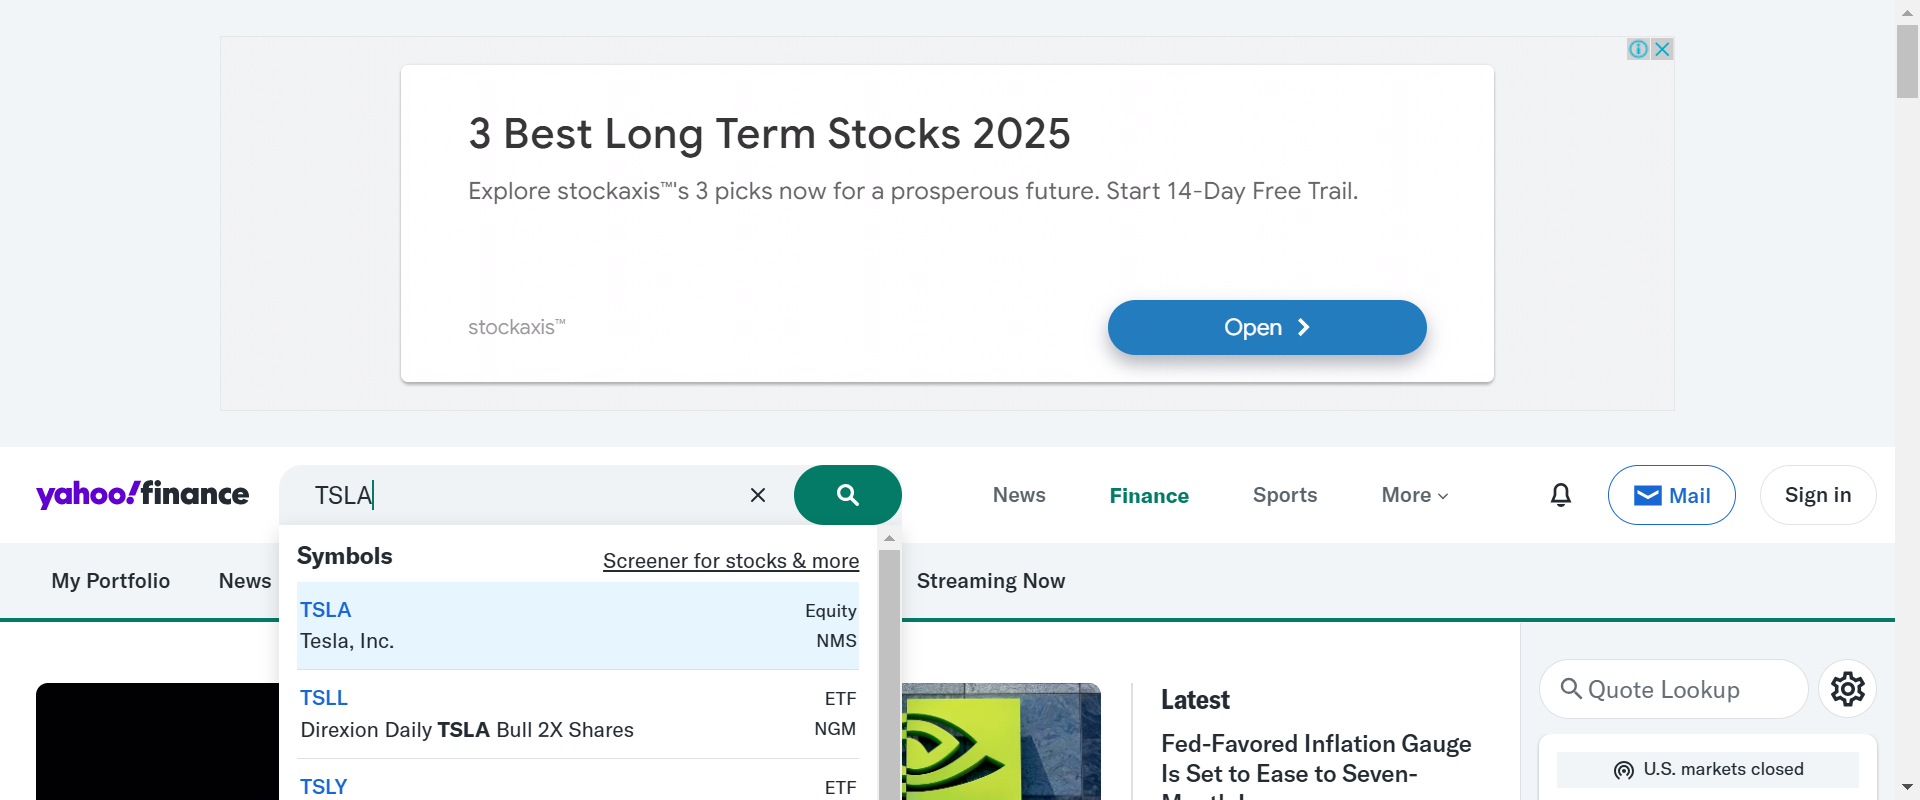 3 Best Long Term Stocks 2025
Explore stockaxis™'s 3 picks now for a prosperous future. Start 14-Day Free Trail.
stockaxis™
Open
yahoo!finance
TSLA
News
Finance
Sports
More
Mail
Sign in
My Portfolio
News
Streaming Now
Symbols
Screener for stocks & more
TSLA
Equity
Tesla, Inc.
NMS
TSLL
ETF
Direxion Daily TSLA Bull 2X Shares
NGM
TSLY
ETF
Latest
Fed-Favored Inflation Gauge
Is Set to Ease to Seven-
Quote Lookup
U.S. markets closed